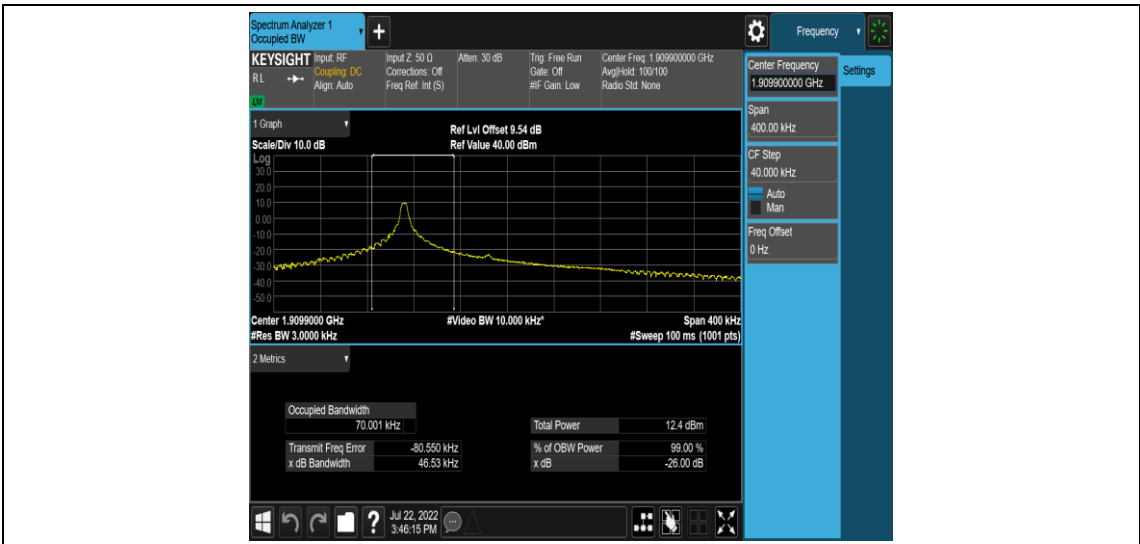 Spectrum Analyzer 1
Occupied BW
+
Frequency
KEYSIGHT
RL
Input: RF
Coupling: DC
Align: Auto
Input Z: 50 Ω
Corrections: Off
Freq Ref: Int (S)
Atten: 30 dB
Trig: Free Run
Gate: Off
#IF Gain: Low
Center Freq: 1.909900000 GHz
Avg|Hold: 100/100
Radio Std: None
Center Frequency
1.909900000 GHz
Settings
Span
400.00 kHz
CF Step
40.000 kHz
Auto
Man
Freq Offset
0 Hz
1 Graph
Ref Lvl Offset 9.54 dB
Scale/Div 10.0 dB
Ref Value 40.00 dBm
Log
30.0
20.0
10.0
0.00
-10.0
-20.0
-30.0
-40.0
-50.0
Center 1.9099000 GHz
#Video BW 10.000 kHz*
Span 400 kHz
#Res BW 3.0000 kHz
#Sweep 100 ms (1001 pts)
2 Metrics
Occupied Bandwidth
70.001 kHz
Total Power 12.4 dBm
Transmit Freq Error -80.550 kHz
% of OBW Power 99.00 %
x dB Bandwidth 46.53 kHz
x dB -26.00 dB
?
Jul 22, 2022
3:46:15 PM